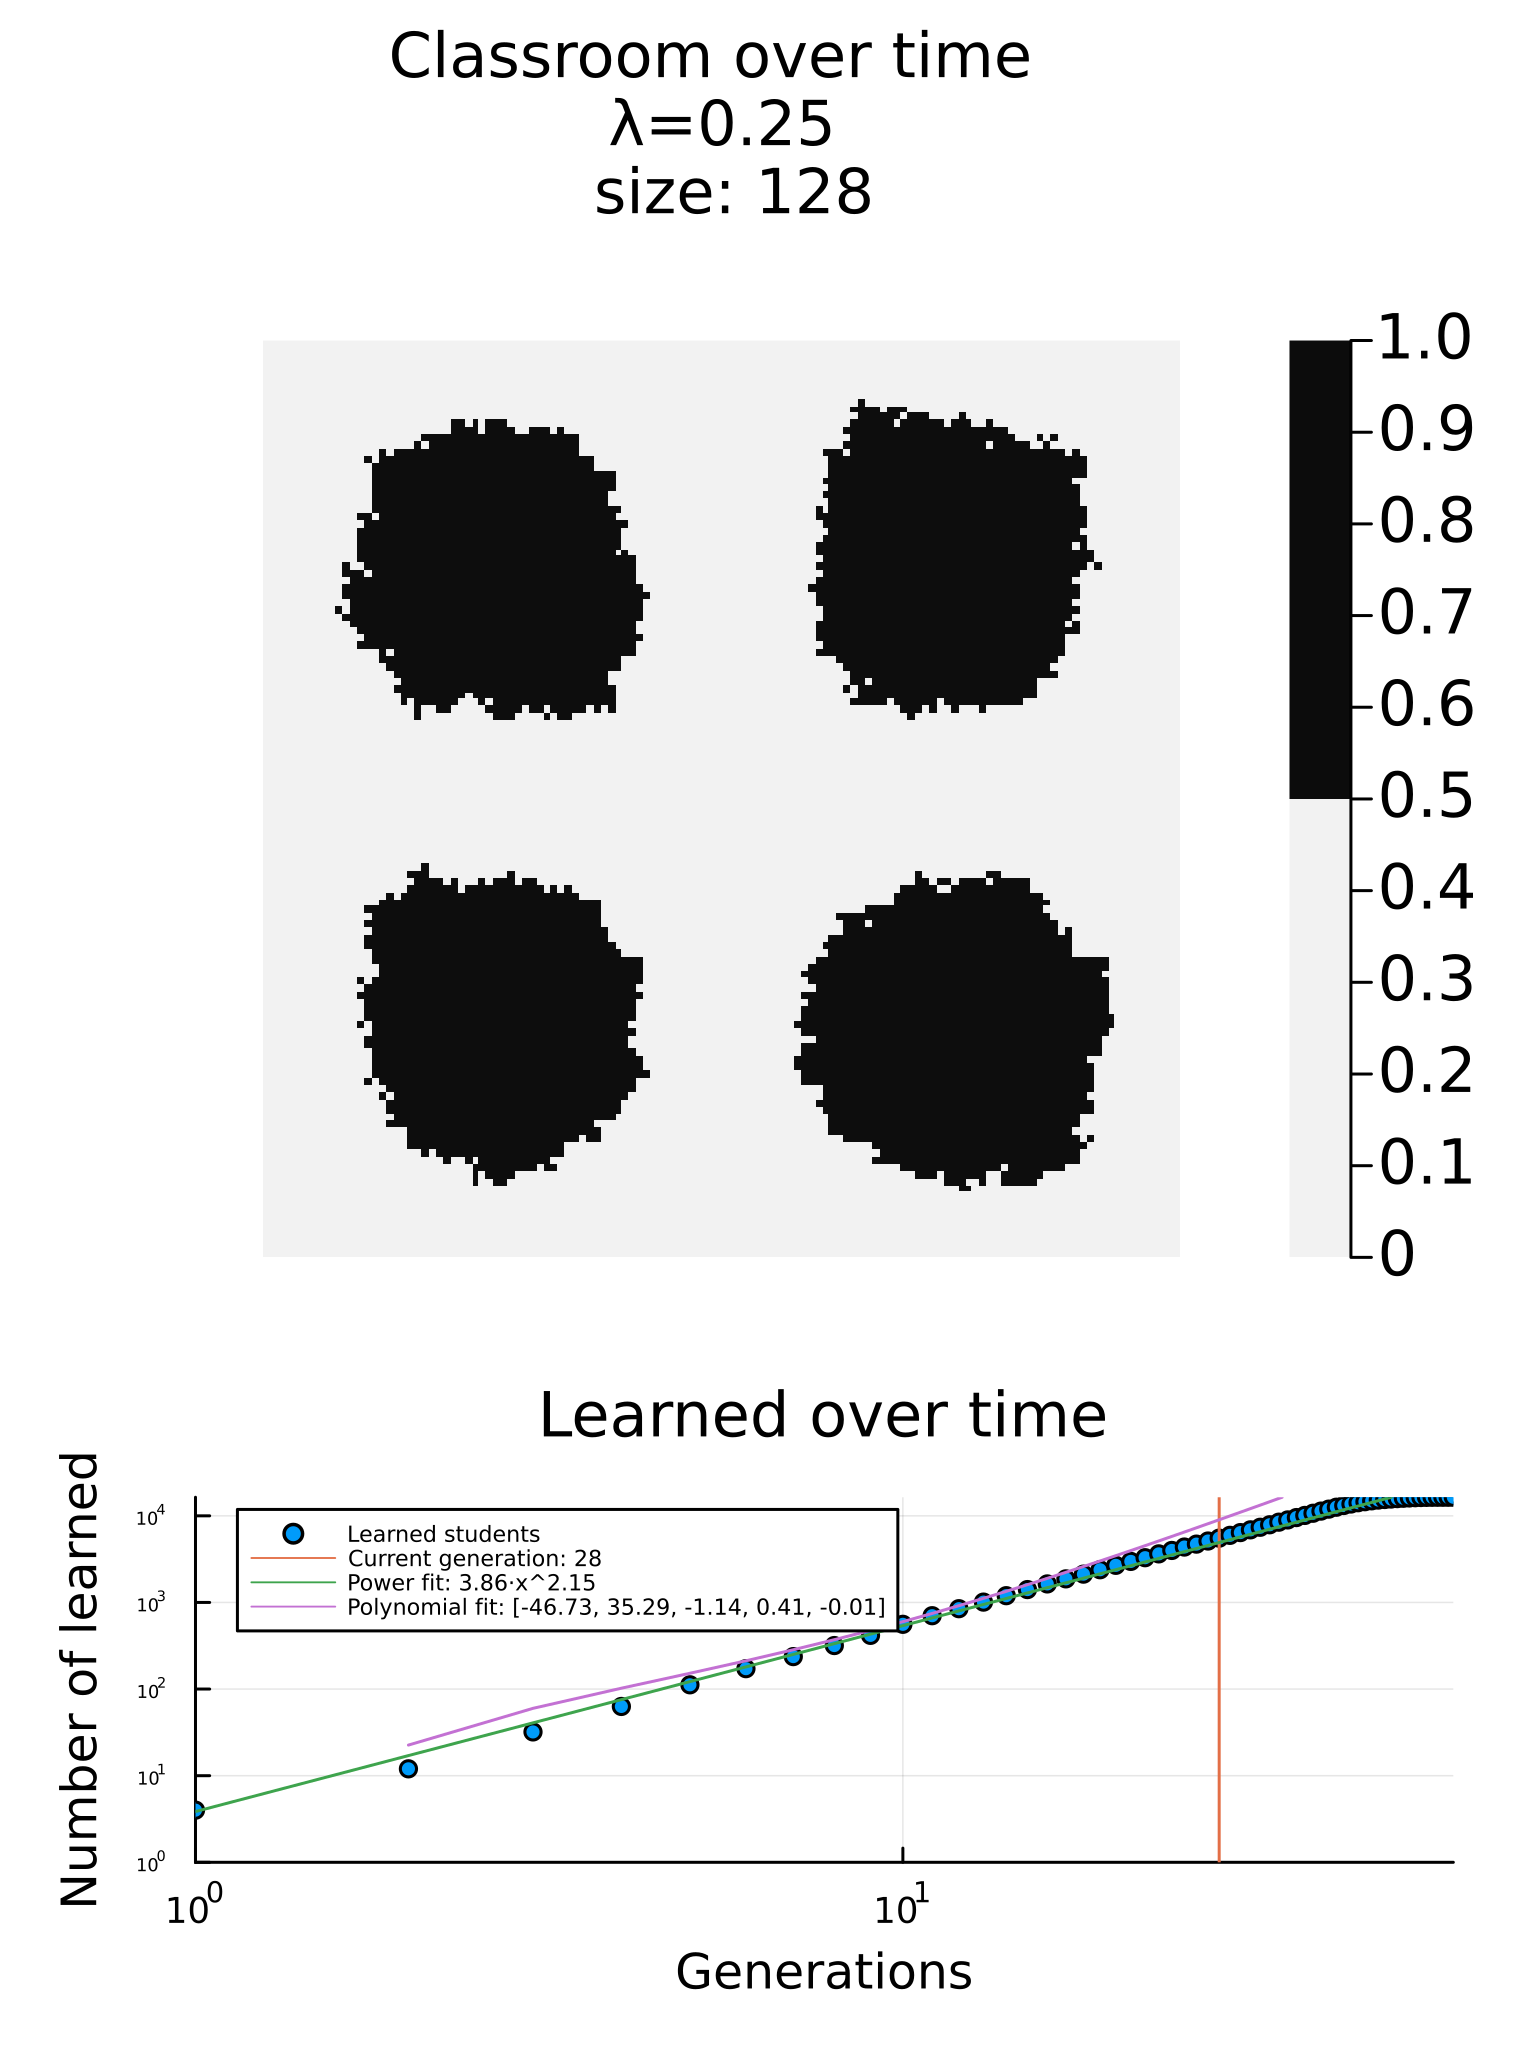 Classroom over time
λ=0.25
size: 128
1.0
0.9
0.8
0.7
0.6
0.5
0.4
0.3
0.2
0.1
0
Learned over time
Number of learned
10^4
10^3
10^2
10^1
10^0
Learned students
Current generation: 28
Power fit: 3.86·x^2.15
Polynomial fit: [-46.73, 35.29, -1.14, 0.41, -0.01]
10^0
10^1
Generations